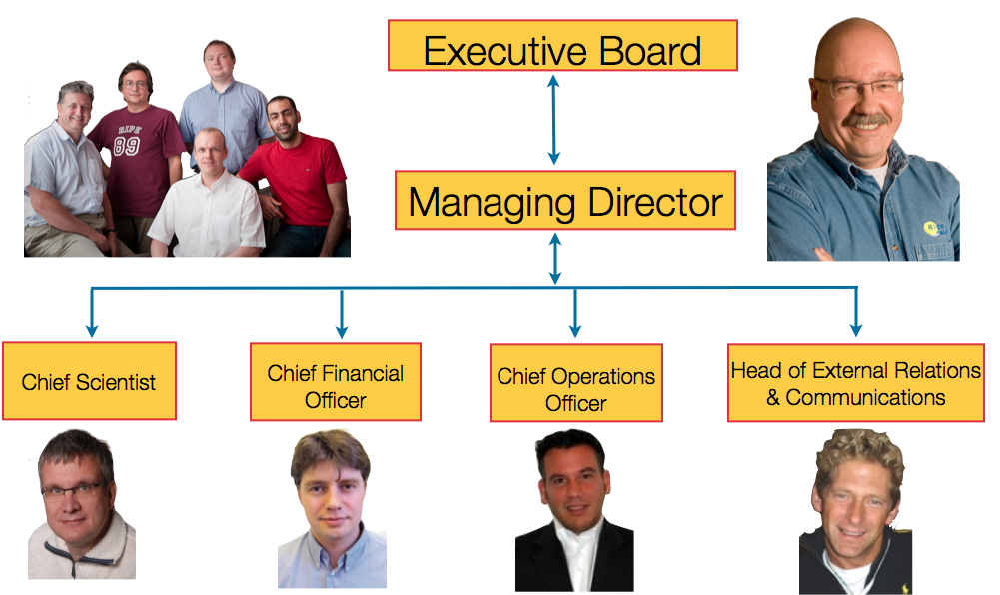 Executive Board
RIPE
89
Managing Director
Chief Scientist
Chief Financial
Officer
Chief Operations
Officer
Head of External Relations
& Communications